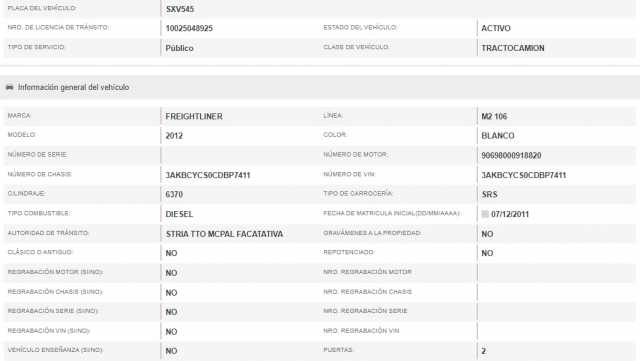 PLACA DEL VEHÍCULO: SXV545
NRO. DE LICENCIA DE TRÁNSITO: 10025048925 ESTADO DEL VEHÍCULO: ACTIVO
TIPO DE SERVICIO: Público CLASE DE VEHÍCULO: TRACTOCAMION
Información general del vehículo
MARCA: FREIGHTLINER LÍNEA: M2 106
MODELO: 2012 COLOR: BLANCO
NÚMERO DE SERIE: NÚMERO DE MOTOR: 90698000918820
NÚMERO DE CHASIS: 3AKBCYCS0CDBP7411 NÚMERO DE VIN: 3AKBCYCS0CDBP7411
CILINDRAJE: 6370 TIPO DE CARROCERÍA: SRS
TIPO COMBUSTIBLE: DIESEL FECHA DE MATRICULA INICIAL(DD/MM/AAAA): 07/12/2011
AUTORIDAD DE TRÁNSITO: STRIA TTO MCPAL FACATATIVA GRAVÁMENES A LA PROPIEDAD: NO
CLÁSICO O ANTIGUO: NO REPOTENCIADO: NO
REGRABACIÓN MOTOR (SI/NO): NO NRO. REGRABACIÓN MOTOR
REGRABACIÓN CHASIS (SI/NO): NO NRO. REGRABACIÓN CHASIS
REGRABACIÓN SERIE (SI/NO): NO NRO. REGRABACIÓN SERIE
REGRABACIÓN VIN (SI/NO): NO NRO. REGRABACIÓN VIN
VEHÍCULO ENSEÑANZA (SI/NO): NO PUERTAS: 2